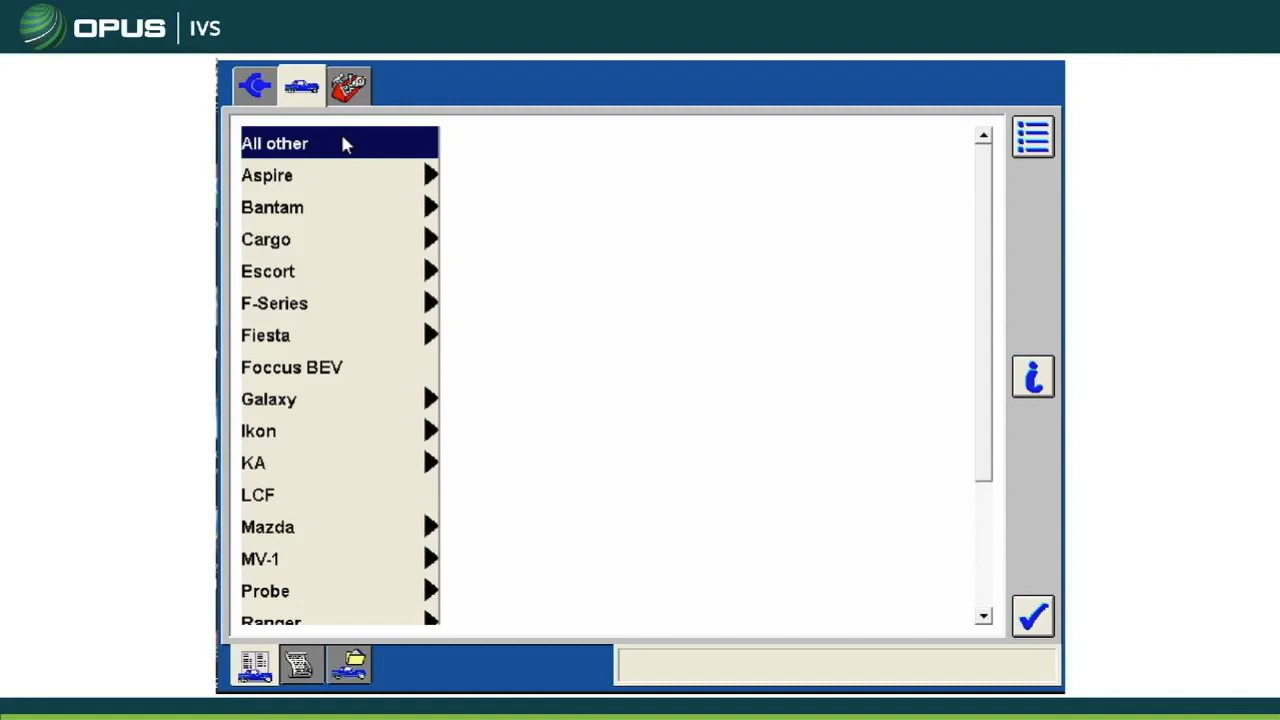 OPUS | IVS
All other
Aspire
Bantam
Cargo
Escort
F-Series
Fiesta
Foccus BEV
Galaxy
Ikon
KA
LCF
Mazda
MV-1
Probe
Ranger